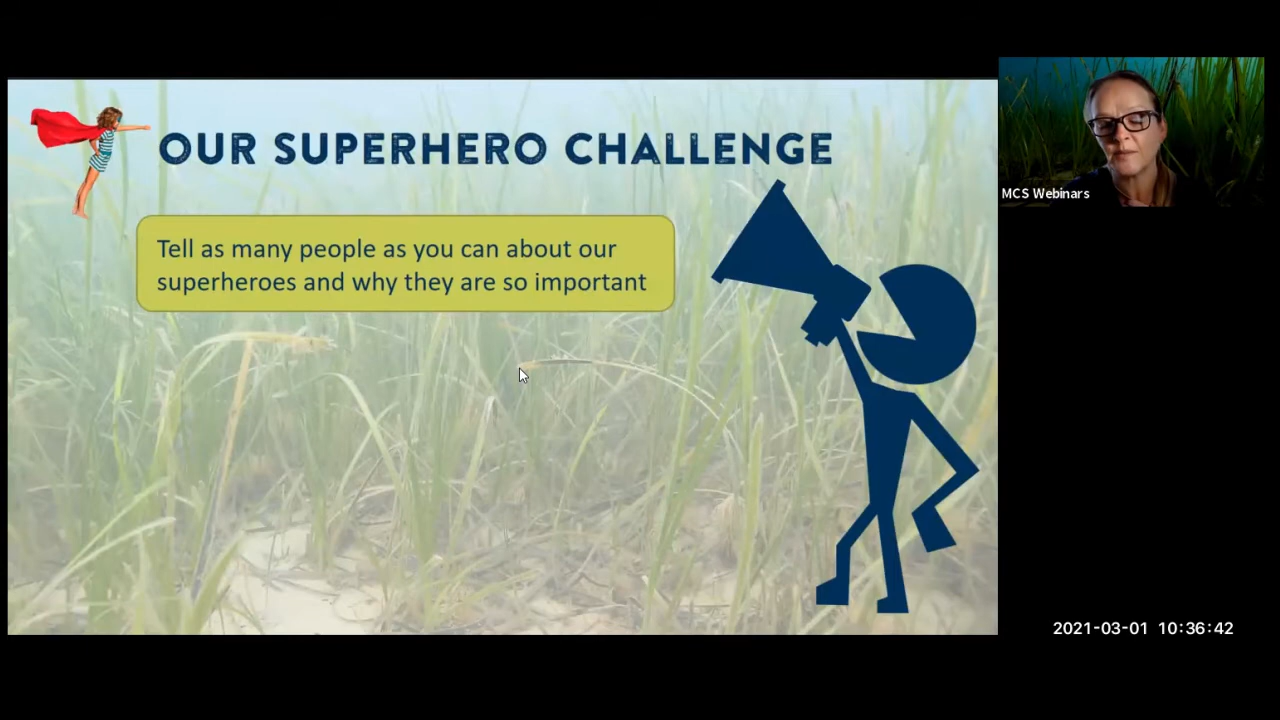 OUR SUPERHERO CHALLENGE
Tell as many people as you can about our
superheroes and why they are so important
MCS Webinars
2021-03-01 10:36:42